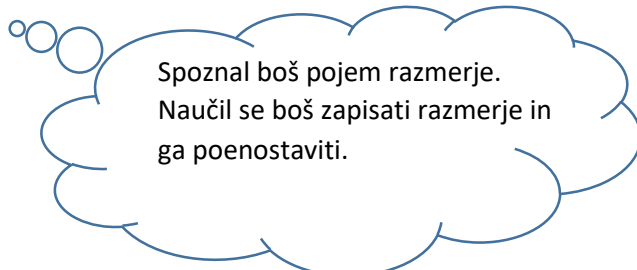 Spoznal boš pojem razmerje.
Naučil se boš zapisati razmerje in
ga poenostaviti.